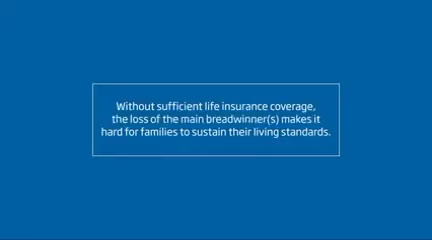 Without sufficient life insurance coverage,
the loss of the main breadwinner(s) makes it
hard for families to sustain their living standards.